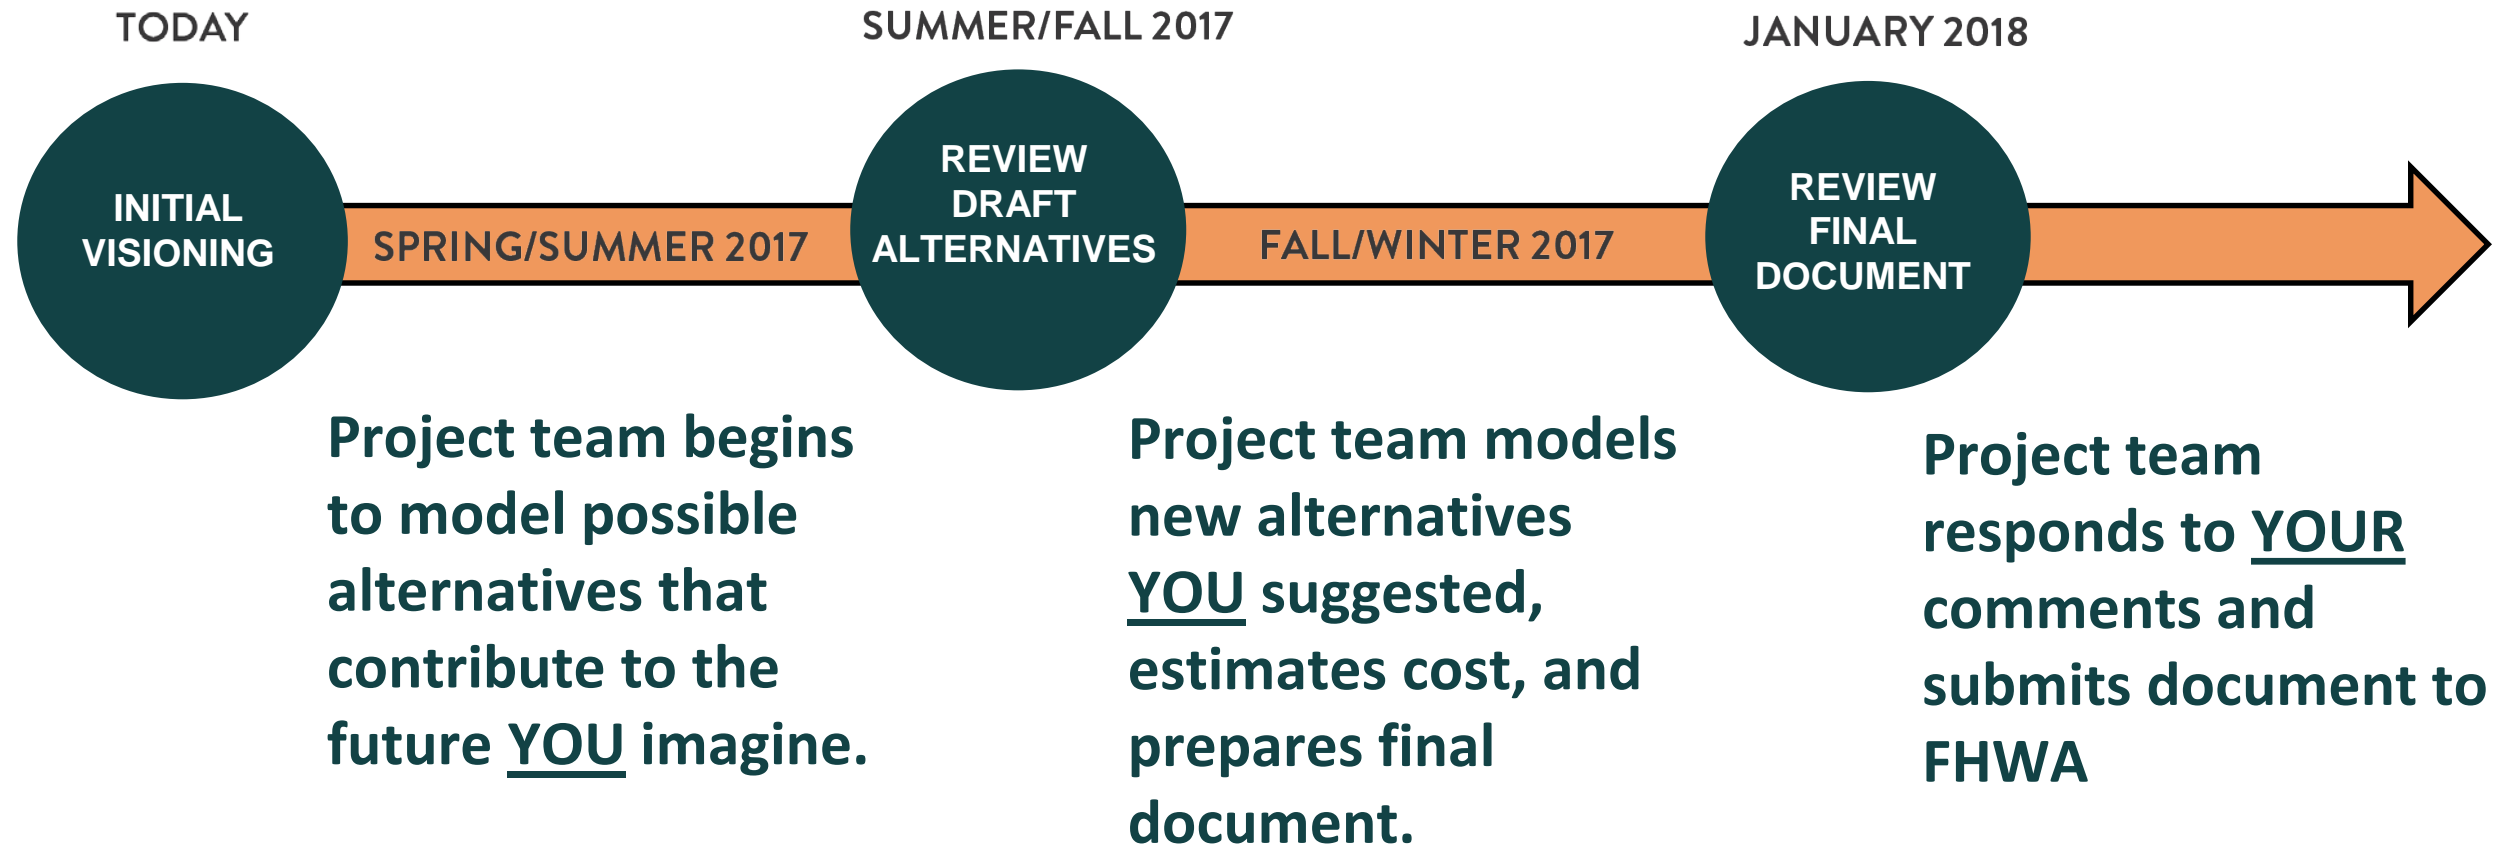 TODAY
SUMMER/FALL 2017
JANUARY 2018
INITIAL
VISIONING
SPRING/SUMMER 2017
REVIEW
DRAFT
ALTERNATIVES
FALL/WINTER 2017
REVIEW
FINAL
DOCUMENT
Project team begins
to model possible
alternatives that
contribute to the
future YOU imagine.
Project team models
new alternatives
YOU suggested,
estimates cost, and
prepares final
document.
Project team
responds to YOUR
comments and
submits document to
FHWA